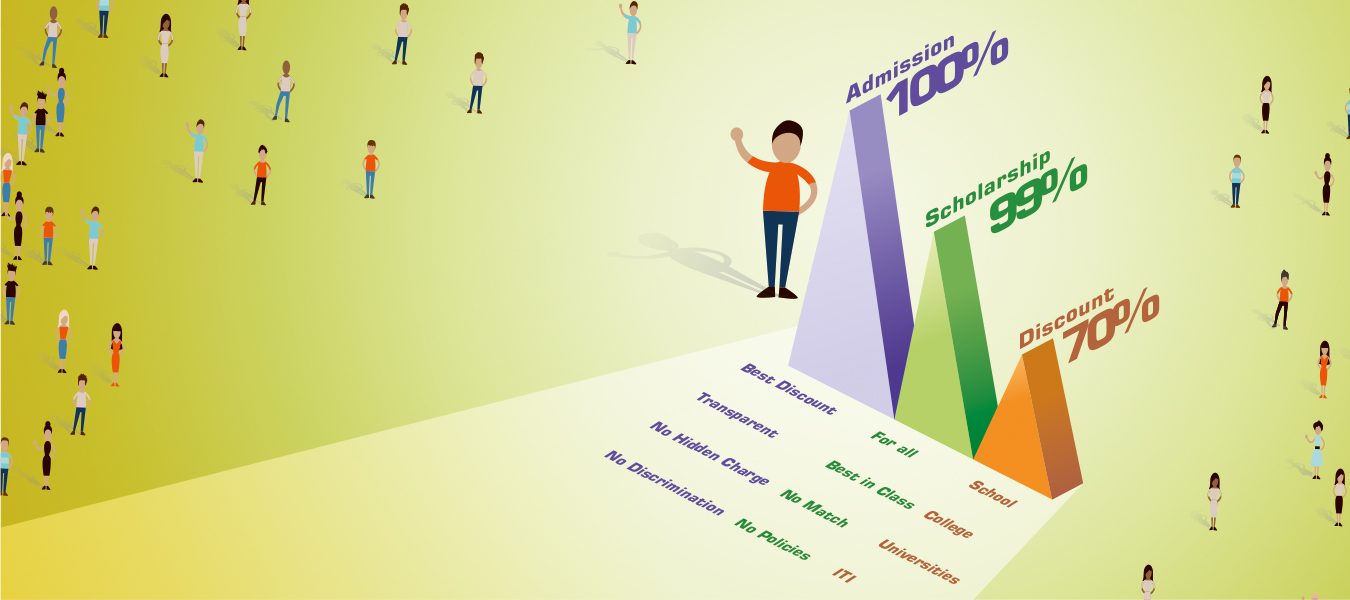 Admission
100%
Scholarship
99%
Discount
70%
Best Discount
Transparent
No Hidden Charge
No Discrimination
For all
Best in Class
No Match
No Policies
School
College
Universities
ITI